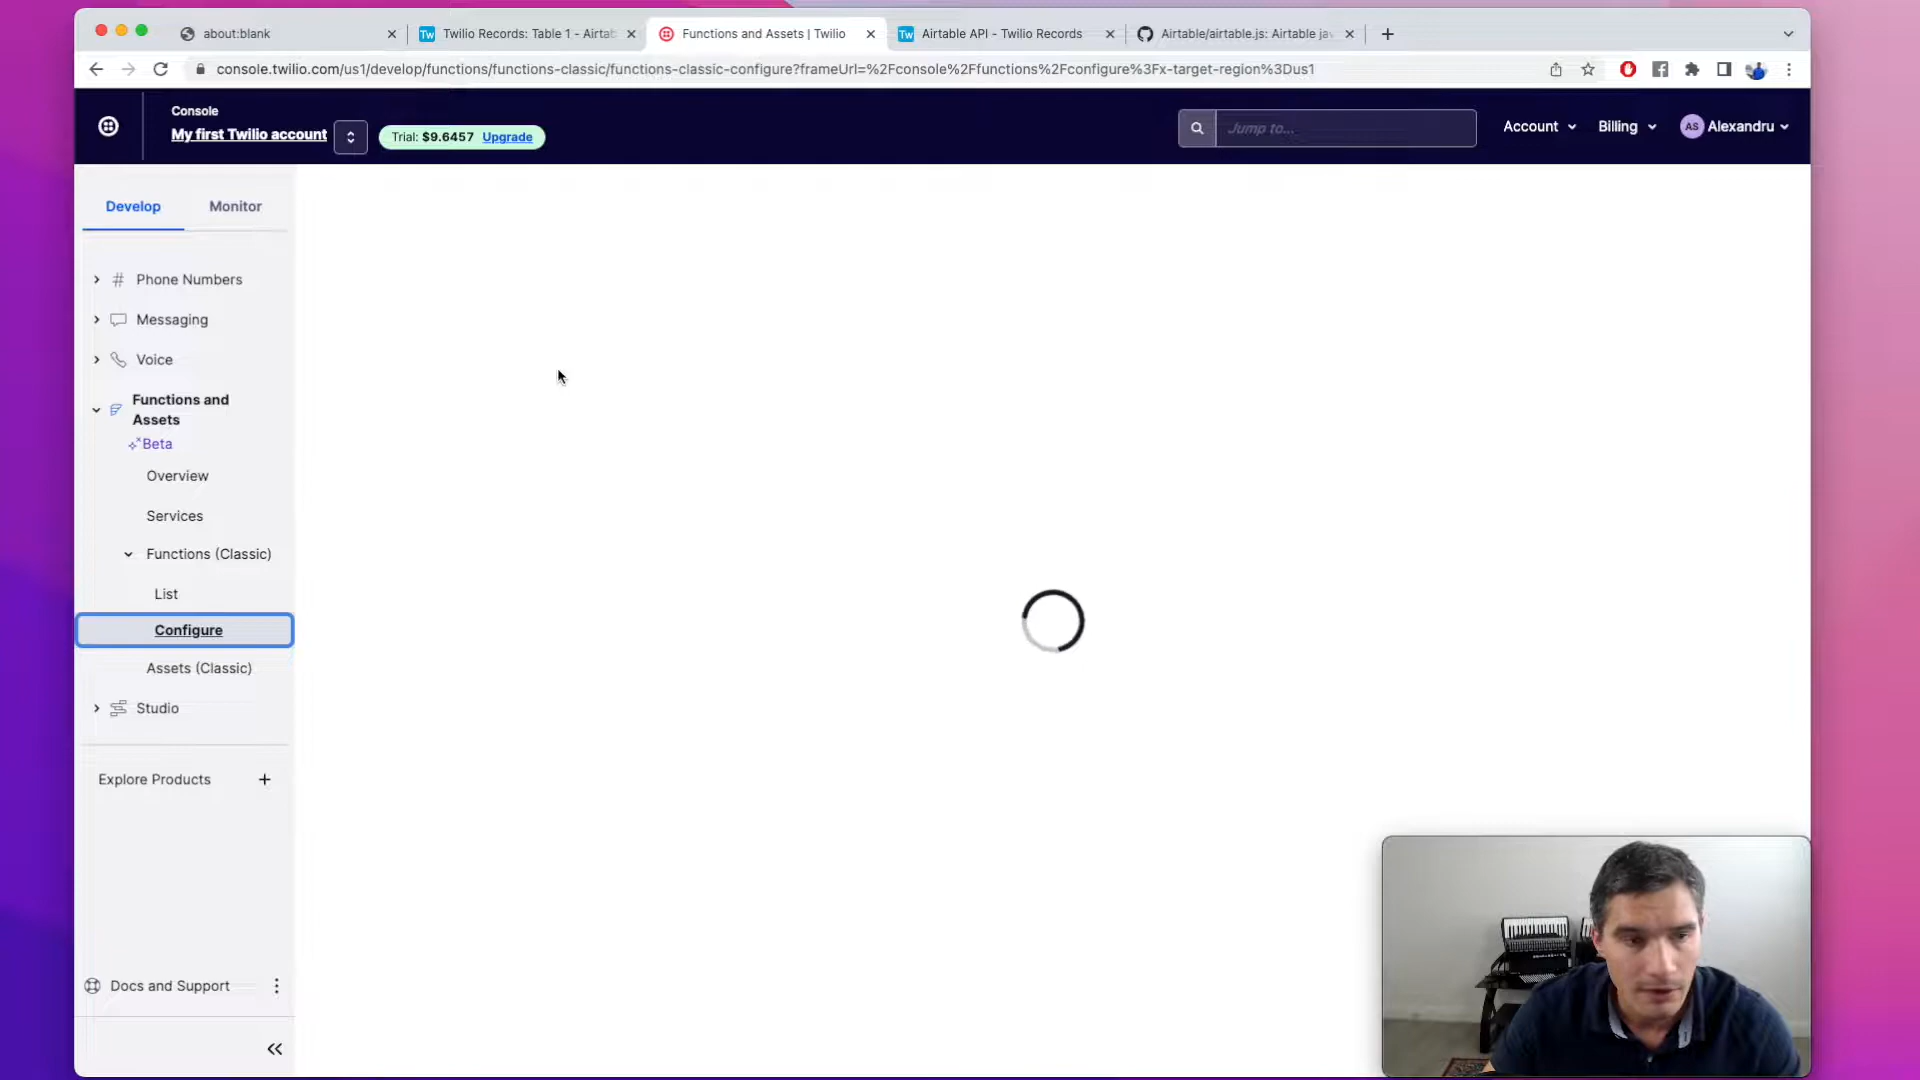 about:blank
Twilio Records: Table 1 - Airtab
Functions and Assets | Twilio
Airtable API - Twilio Records
Airtable/airtable.js: Airtable jav
console.twilio.com/us1/develop/functions/functions-classic/functions-classic-configure?frameUrl=%2Fconsole%2Ffunctions%2Fconfigure%3Fx-target-region%3Dus1
Console
My first Twilio account
Trial: $9.6457 Upgrade
Jump to...
Account
Billing
AS Alexandru
Develop
Monitor
Phone Numbers
Messaging
Voice
Functions and
Assets
Beta
Overview
Services
Functions (Classic)
List
Configure
Assets (Classic)
Studio
Explore Products
Docs and Support